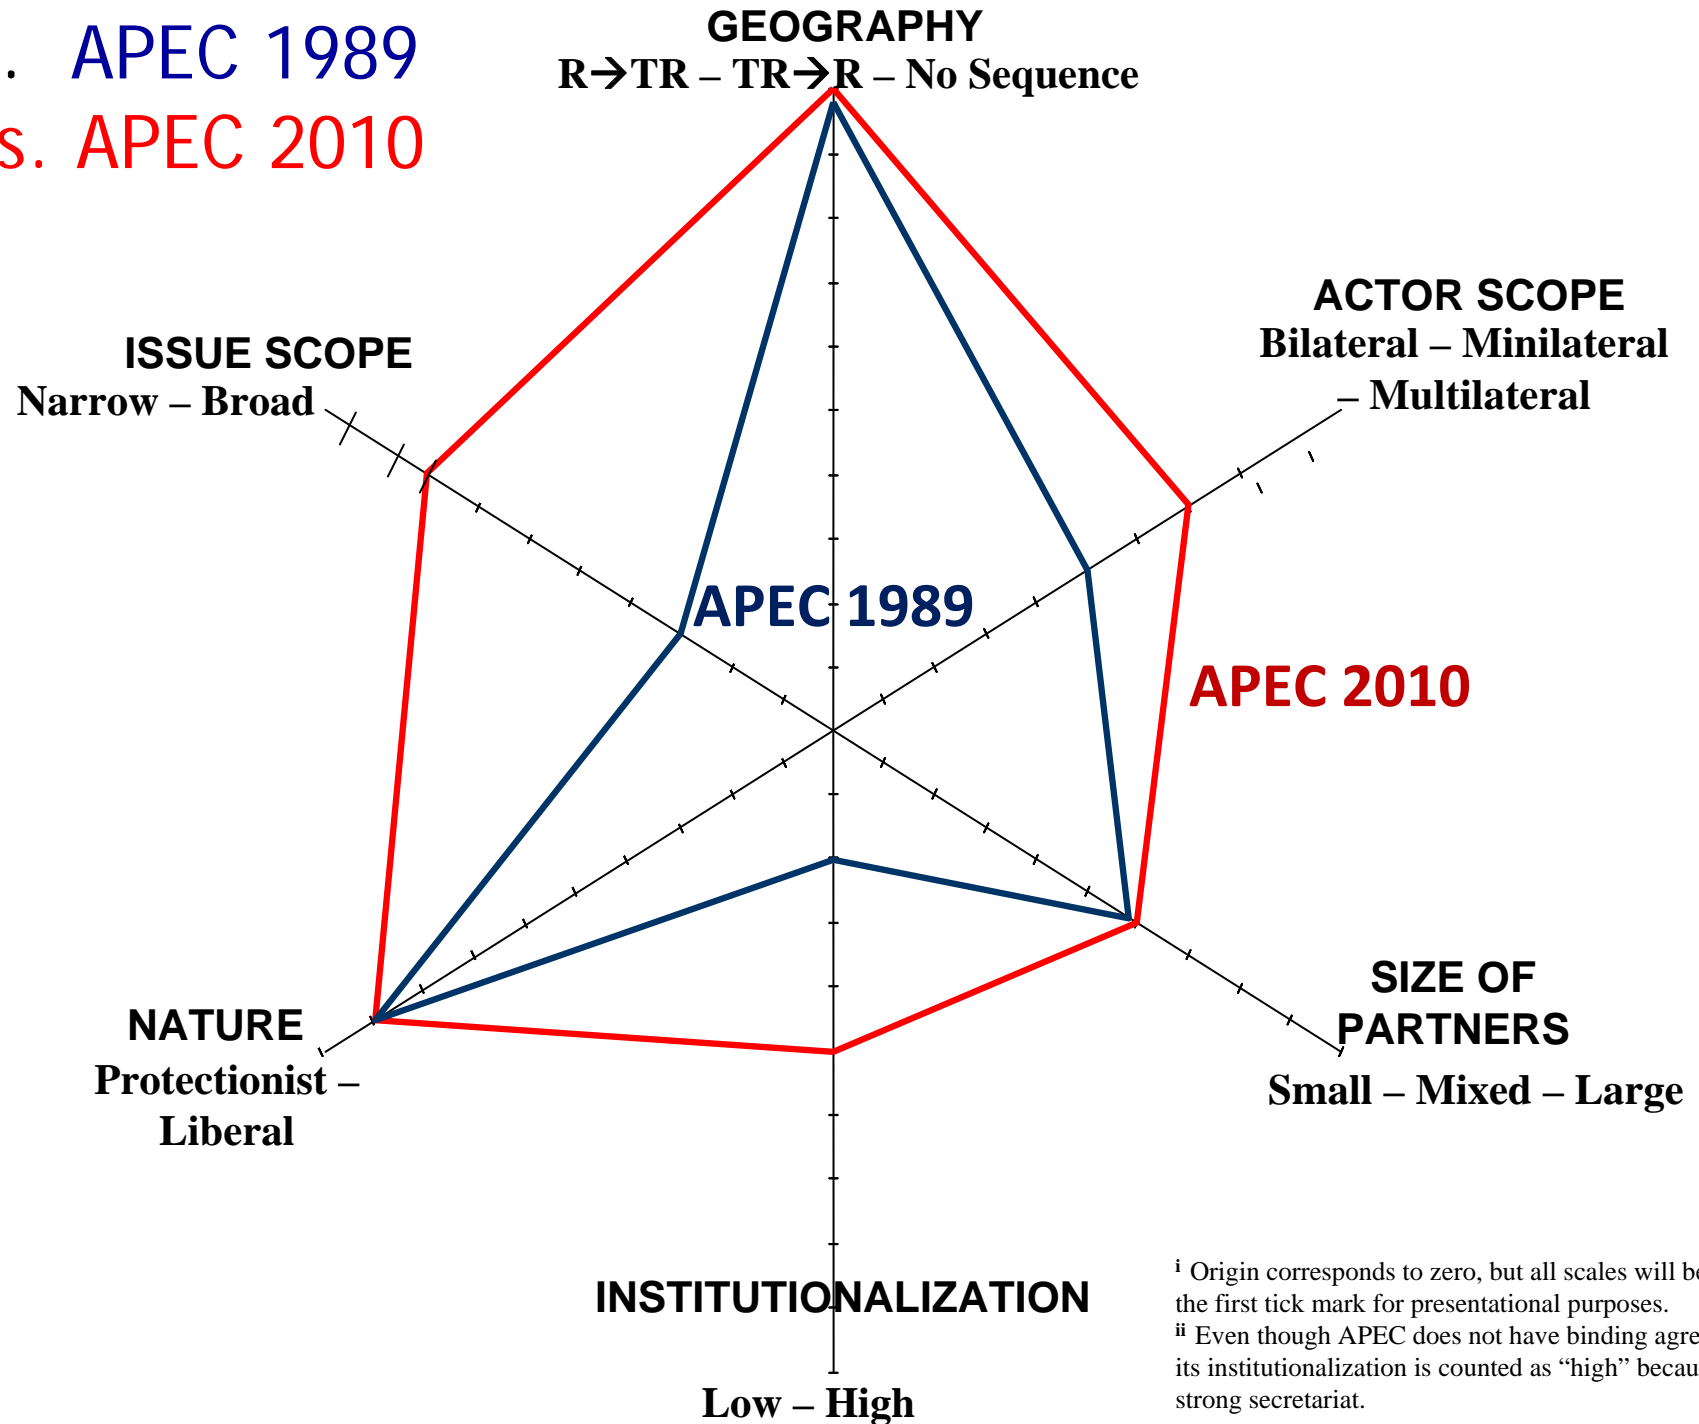 . APEC 1989
s. APEC 2010
GEOGRAPHY
R→TR – TR→R – No Sequence
ACTOR SCOPE
Bilateral – Minilateral
– Multilateral
ISSUE SCOPE
Narrow – Broad
APEC 1989
APEC 2010
NATURE
Protectionist –
Liberal
SIZE OF
PARTNERS
Small – Mixed – Large
INSTITUTIONALIZATION
Low – High
i Origin corresponds to zero, but all scales will be
the first tick mark for presentational purposes.
ii Even though APEC does not have binding agre
its institutionalization is counted as “high” becau
strong secretariat.